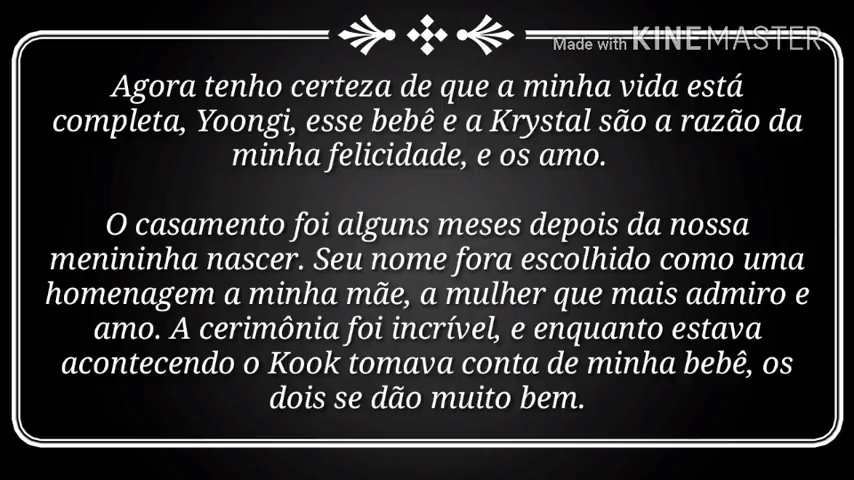 Made with KINEMASTER
Agora tenho certeza de que a minha vida está
completa, Yoongi, esse bebê e a Krystal são a razão da
minha felicidade, e os amo.
O casamento foi alguns meses depois da nossa
menininha nascer. Seu nome fora escolhido como uma
homenagem a minha mãe, a mulher que mais admiro e
amo. A cerimônia foi incrível, e enquanto estava
acontecendo o Kook tomava conta de minha bebê, os
dois se dão muito bem.